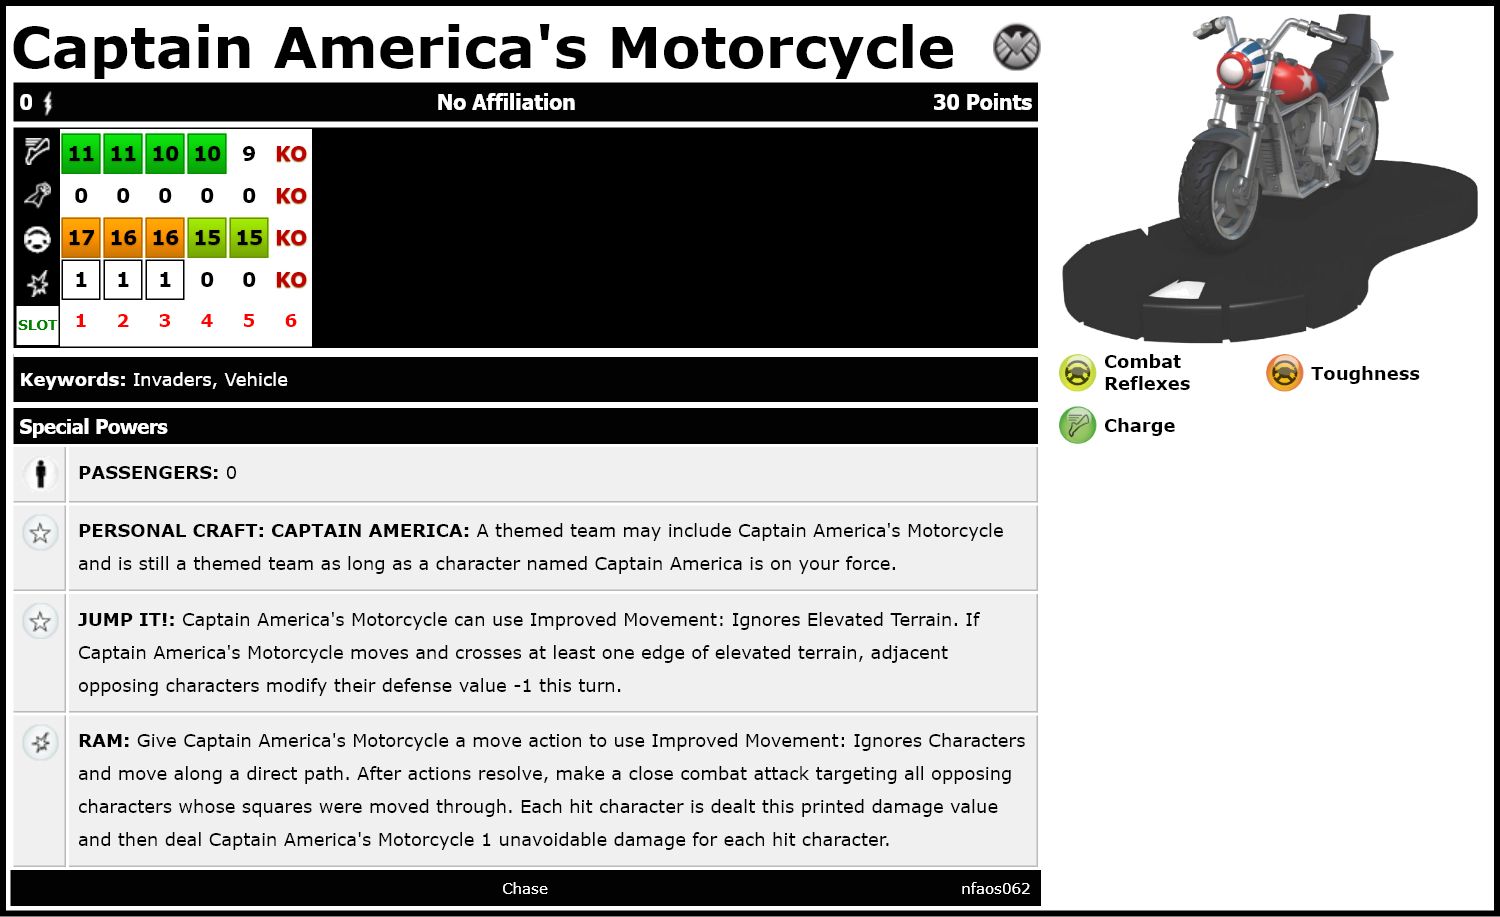 Captain America's Motorcycle
0 No Affiliation 30 Points
11 11 10 10 9 KO
0 0 0 0 0 KO
17 16 16 15 15 KO
1 1 1 0 0 KO
SLOT 1 2 3 4 5 6
Keywords: Invaders, Vehicle
Special Powers
PASSENGERS: 0
PERSONAL CRAFT: CAPTAIN AMERICA: A themed team may include Captain America's Motorcycle
and is still a themed team as long as a character named Captain America is on your force.
JUMP IT!: Captain America's Motorcycle can use Improved Movement: Ignores Elevated Terrain. If
Captain America's Motorcycle moves and crosses at least one edge of elevated terrain, adjacent
opposing characters modify their defense value -1 this turn.
RAM: Give Captain America's Motorcycle a move action to use Improved Movement: Ignores Characters
and move along a direct path. After actions resolve, make a close combat attack targeting all opposing
characters whose squares were moved through. Each hit character is dealt this printed damage value
and then deal Captain America's Motorcycle 1 unavoidable damage for each hit character.
Chase nfaos062
Combat
Reflexes
Toughness
Charge